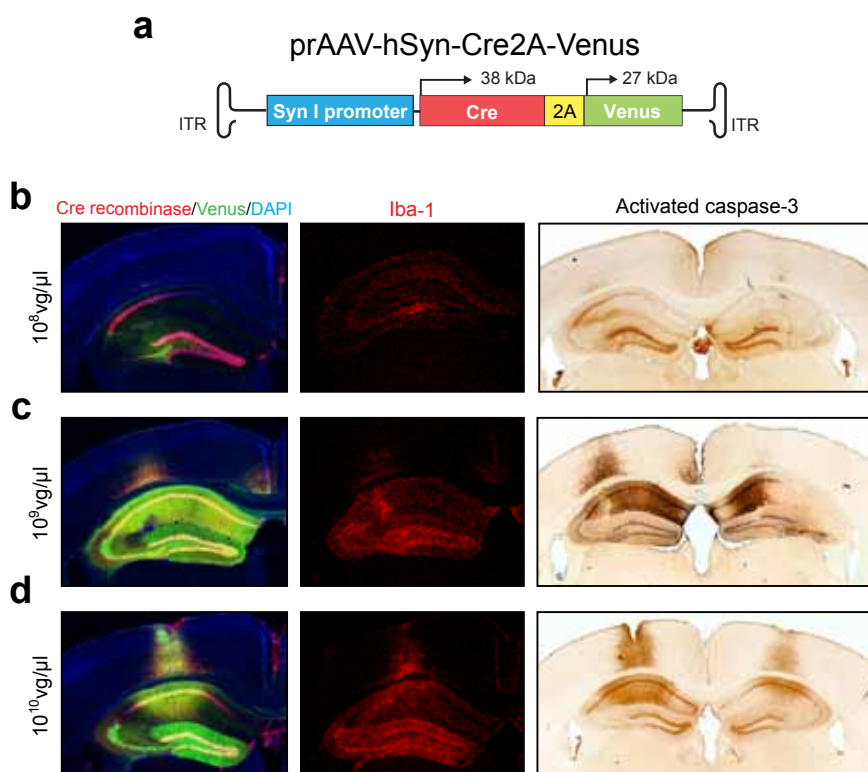 a
prAAV-hSyn-Cre2A-Venus
38 kDa
27 kDa
ITR
Syn I promoter
Cre
2A
Venus
ITR
b
Cre recombinase/Venus/DAPI
Iba-1
Activated caspase-3
10⁸vg/µl
c
10⁹vg/µl
d
10¹⁰vg/µl